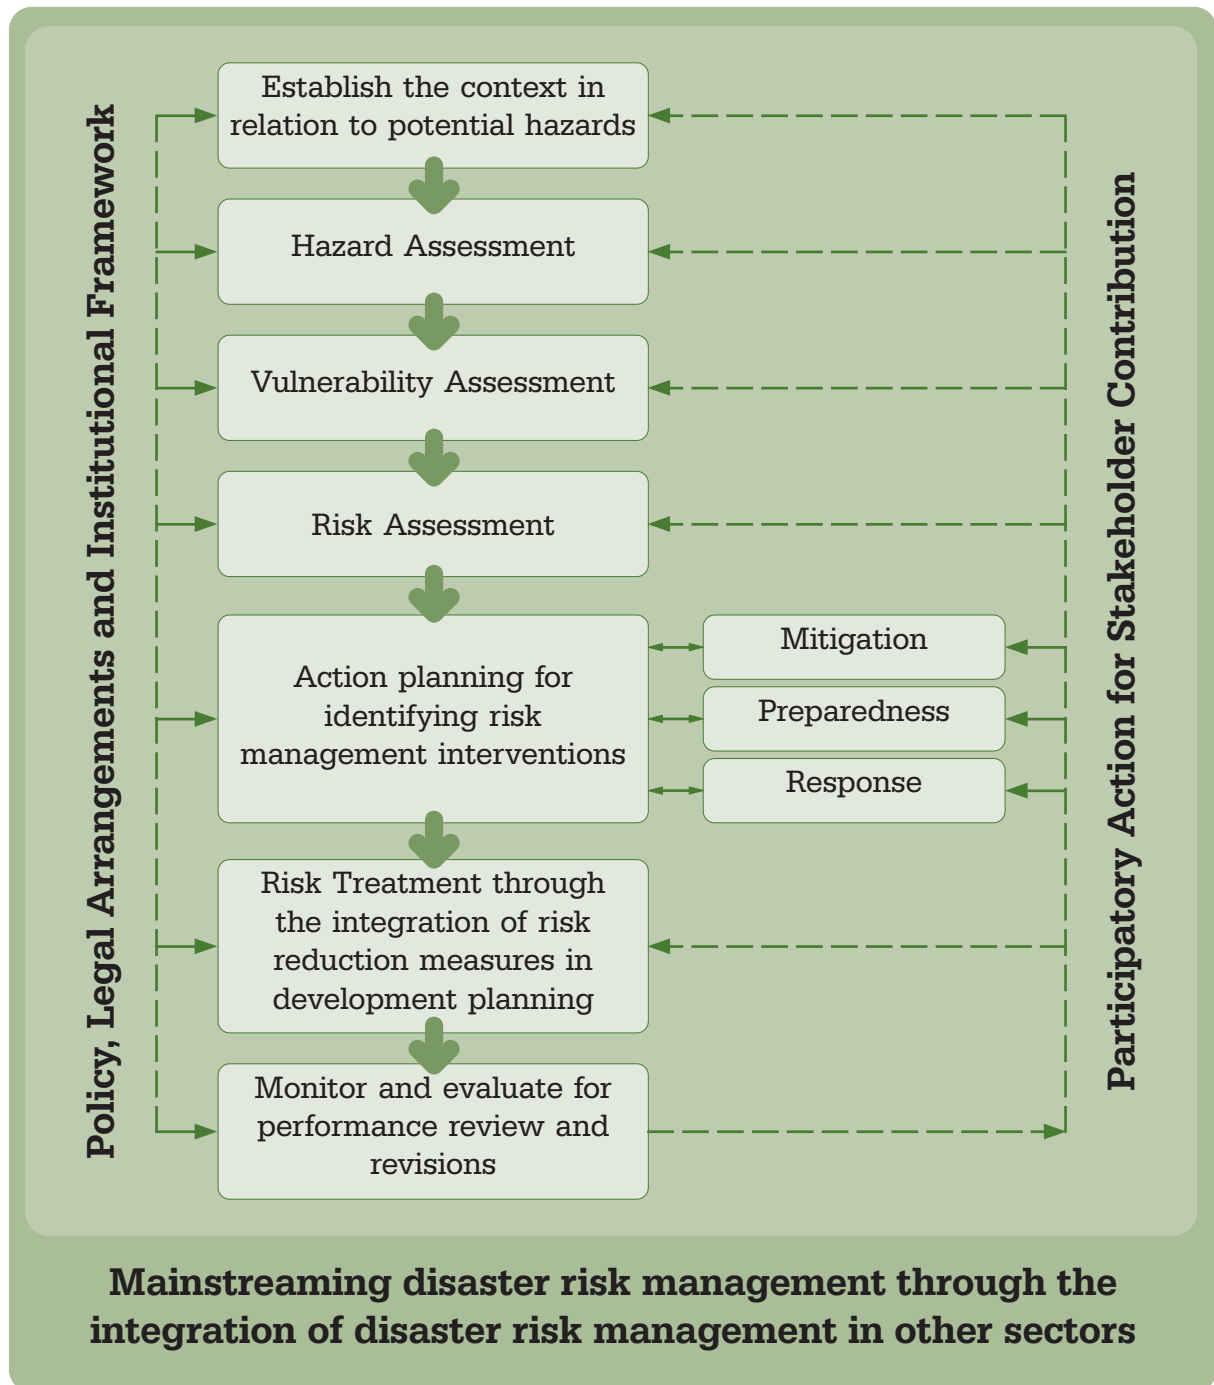 Policy, Legal Arrangements and Institutional Framework
Establish the context in
relation to potential hazards
Hazard Assessment
Vulnerability Assessment
Risk Assessment
Action planning for
identifying risk
management interventions
Mitigation
Preparedness
Response
Risk Treatment through
the integration of risk
reduction measures in
development planning
Monitor and evaluate for
performance review and
revisions
Participatory Action for Stakeholder Contribution
Mainstreaming disaster risk management through the
integration of disaster risk management in other sectors